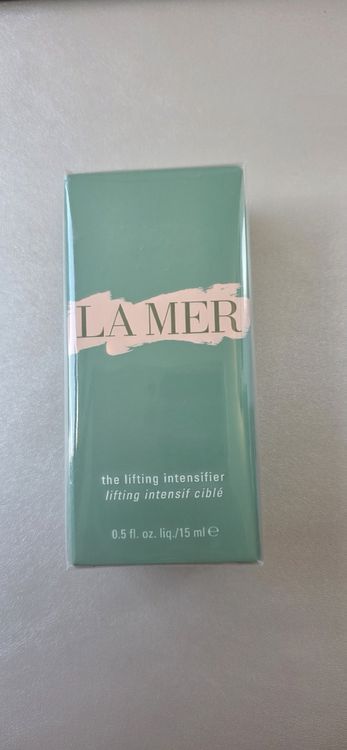 LA MER
the lifting intensifier
lifting intensif ciblé
0.5 fl. oz. liq./15 ml ℮